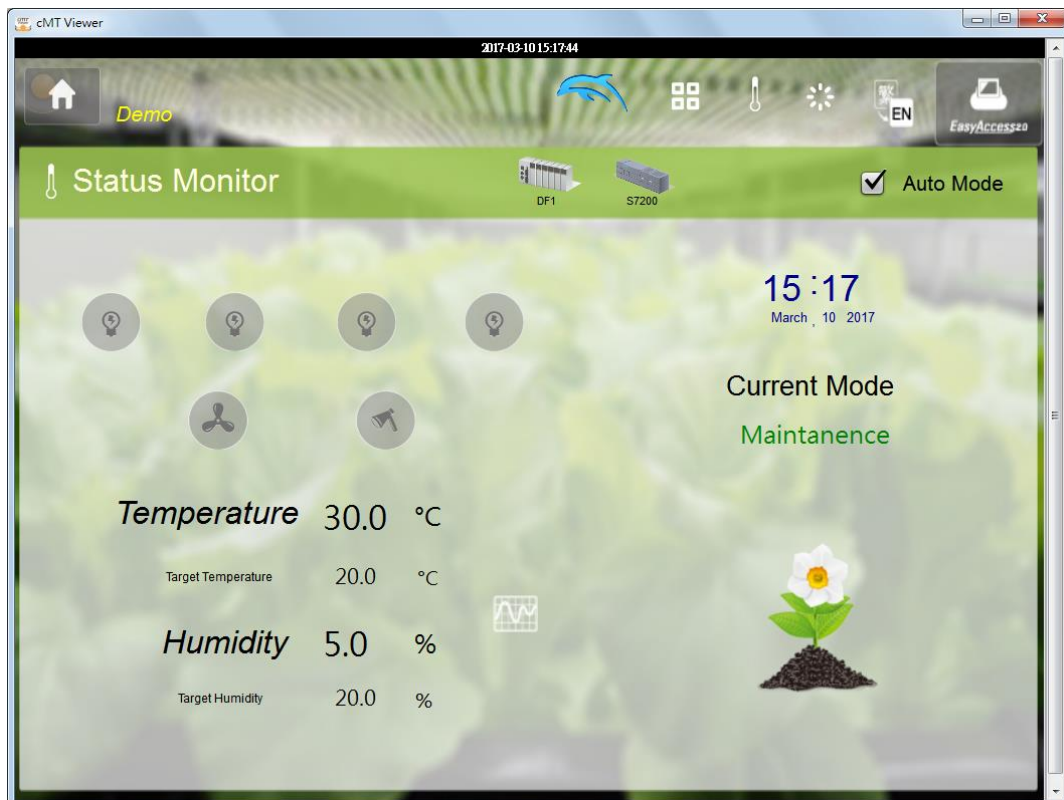 cMT Viewer
2017-03-10 15:17:44
Demo
EN
EasyAccess2.0
Status Monitor
DF1
S7200
Auto Mode
15 : 17
March , 10 2017
Current Mode
Maintanence
Temperature 30.0 °C
Target Temperature 20.0 °C
Humidity 5.0 %
Target Humidity 20.0 %